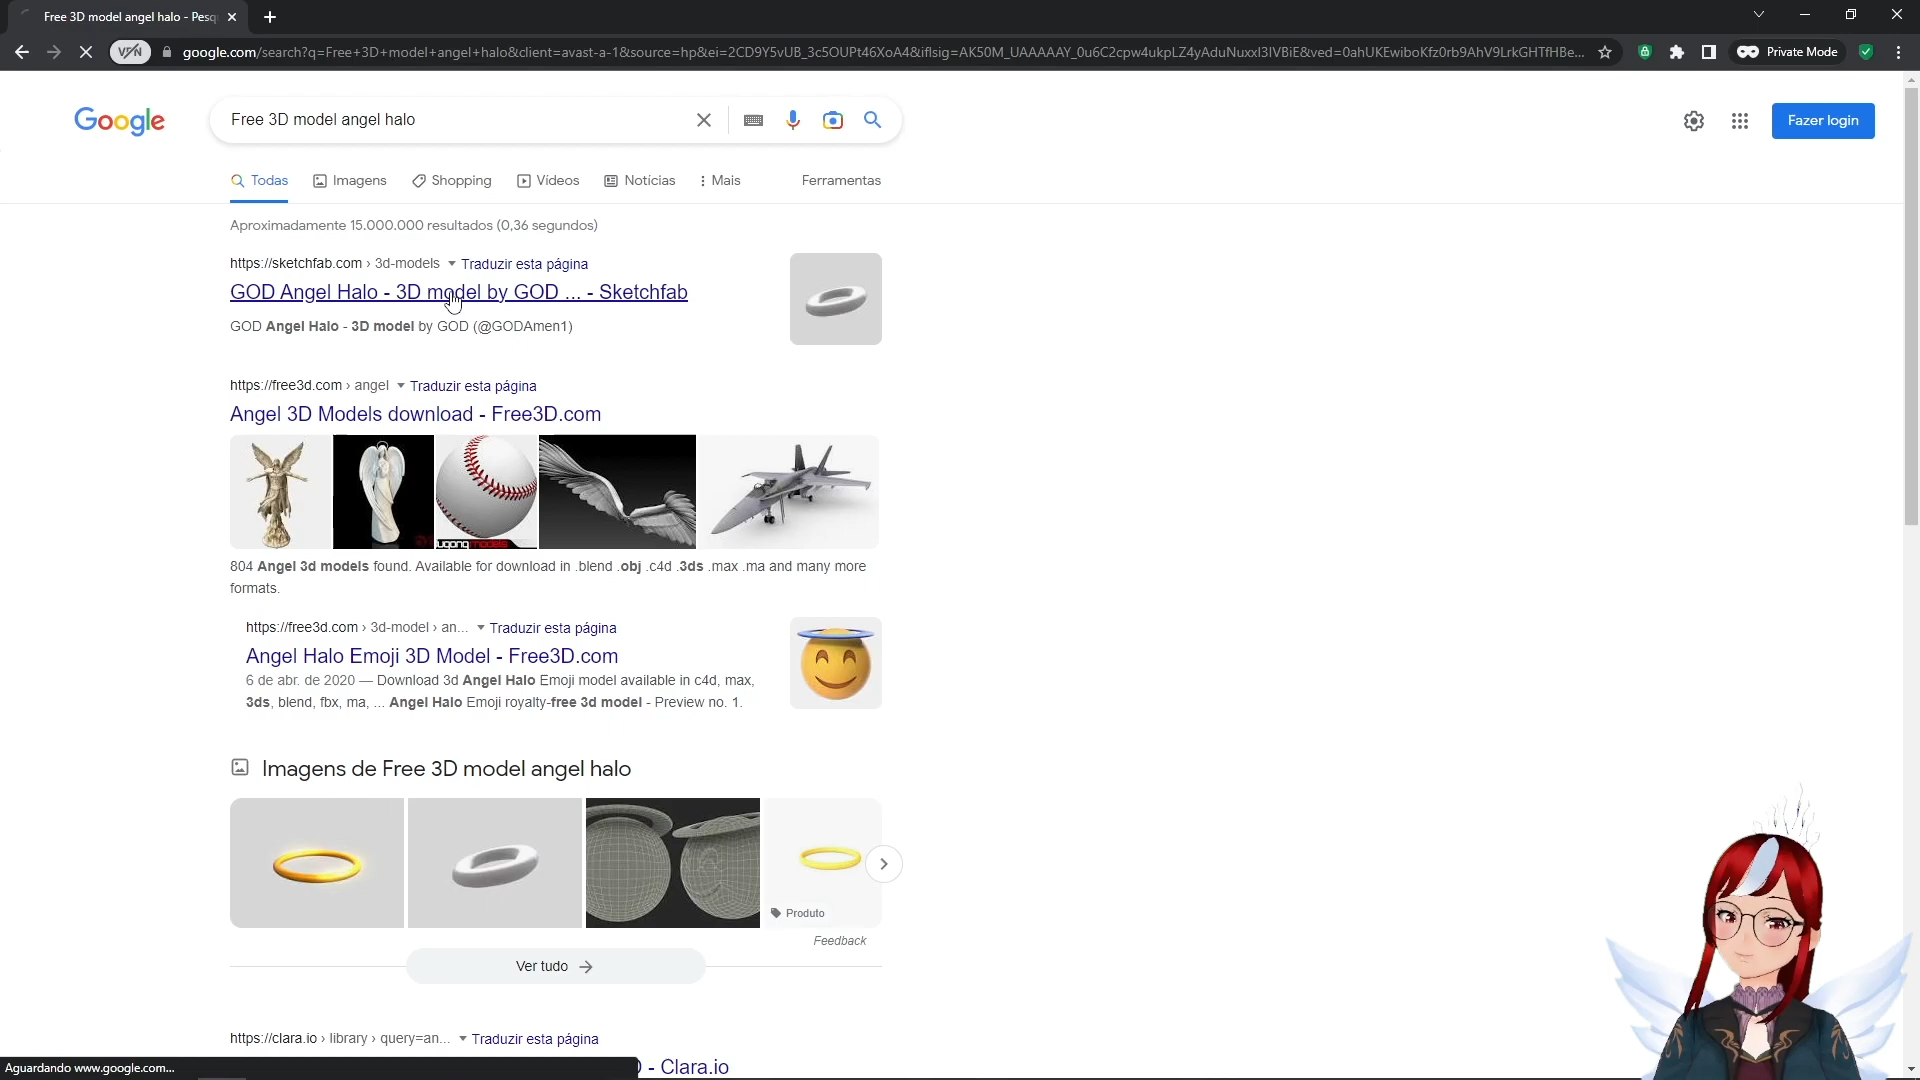 Free 3D model angel halo - Pesq
VPN
google.com/search?q=Free+3D+model+angel+halo&client=avast-a-1&source=hp&ei=2CD9Y5vUB_3c5OUPt46XoA4&iflsig=AK50M_UAAAAAY_0u6C2cpw4ukpLZ4yAduNuxxl3lVBiE&ved=0ahUKEwiboKfz0rb9AhV9LrkGHTfHBe...
Private Mode
Google
Free 3D model angel halo
Fazer login
Todas
Imagens
Shopping
Vídeos
Notícias
Mais
Ferramentas
Aproximadamente 15.000.000 resultados (0,36 segundos)
https://sketchfab.com › 3d-models
Traduzir esta página
GOD Angel Halo - 3D model by GOD ... - Sketchfab
GOD Angel Halo - 3D model by GOD (@GODAmen1)
https://free3d.com › angel
Traduzir esta página
Angel 3D Models download - Free3D.com
804 Angel 3d models found. Available for download in .blend .obj .c4d .3ds .max .ma and many more
formats.
https://free3d.com › 3d-model › an...
Traduzir esta página
Angel Halo Emoji 3D Model - Free3D.com
6 de abr. de 2020 — Download 3d Angel Halo Emoji model available in c4d, max,
3ds, blend, fbx, ma, ... Angel Halo Emoji royalty-free 3d model - Preview no. 1.
Imagens de Free 3D model angel halo
Produto
Feedback
Ver tudo
https://clara.io › library › query=an...
Traduzir esta página
- Clara.io
Aguardando www.google.com...